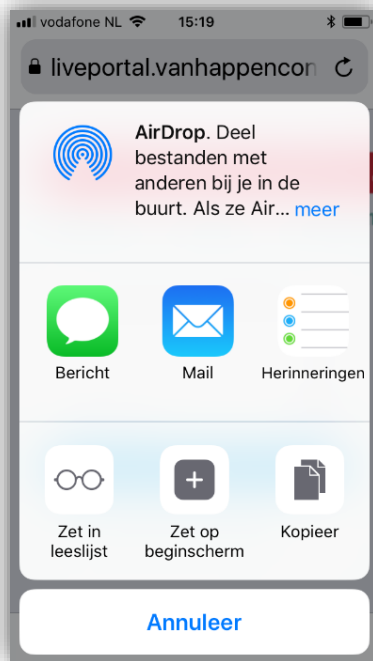 vodafone NL 15:19
liveportal.vanhappencon
AirDrop. Deel
bestanden met
anderen bij je in de
buurt. Als ze Air... meer
Bericht Mail Herinneringen
Zet in Zet op Kopieer
leeslijst beginscherm
Annuleer